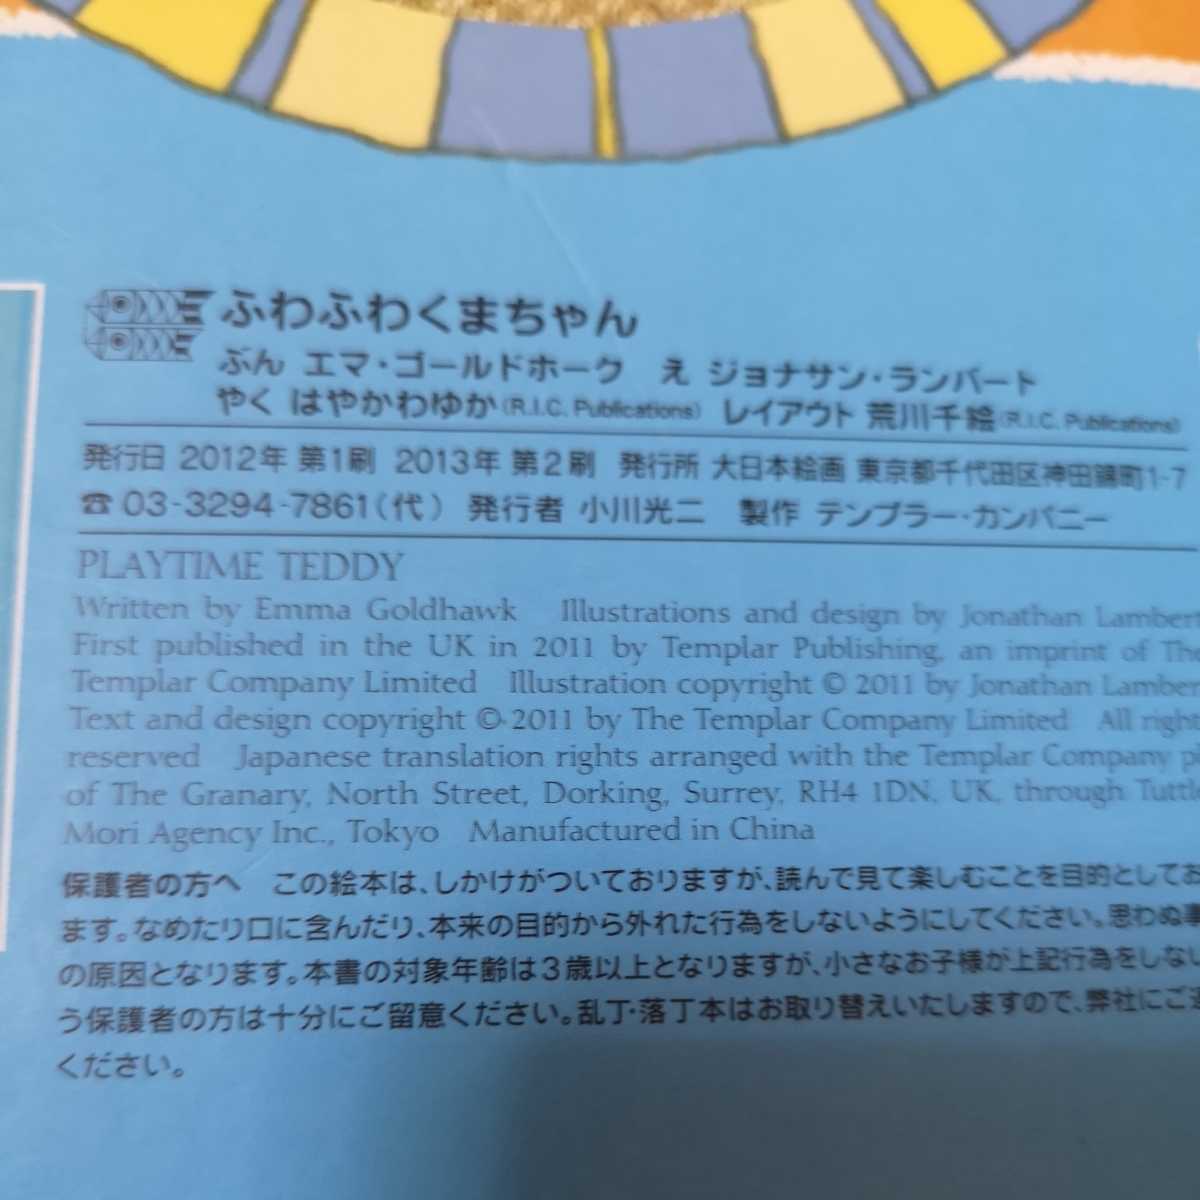 ふわふわくまちゃん
ぶん エマ・ゴールドホーク え ジョナサン・ランバート
やく はやかわゆか(R.I.C. Publications) レイアウト 荒川千絵(R.I.C. Publications)
発行日 2012年 第1刷 2013年 第2刷 発行所 大日本絵画 東京都千代田区神田錦町1-7
☎ 03-3294-7861(代) 発行者 小川光二 製作 テンプラー・カンパニー
PLAYTIME TEDDY
Written by Emma Goldhawk Illustrations and design by Jonathan Lambert
First published in the UK in 2011 by Templar Publishing, an imprint of The
Templar Company Limited Illustration copyright © 2011 by Jonathan Lamber
Text and design copyright © 2011 by The Templar Company Limited All right
reserved Japanese translation rights arranged with the Templar Company p
of The Granary, North Street, Dorking, Surrey, RH4 1DN, UK, through Tuttle
Mori Agency Inc., Tokyo Manufactured in China
保護者の方へ この絵本は、しかけがついておりますが、読んで見て楽しむことを目的としてお
ます。なめたり口に含んだり、本来の目的から外れた行為をしないようにしてください。思わぬ事
の原因となります。本書の対象年齢は3歳以上となりますが、小さなお子様が上記行為をしない
う保護者の方は十分にご留意ください。乱丁・落丁本はお取り替えいたしますので、弊社にご
ください。